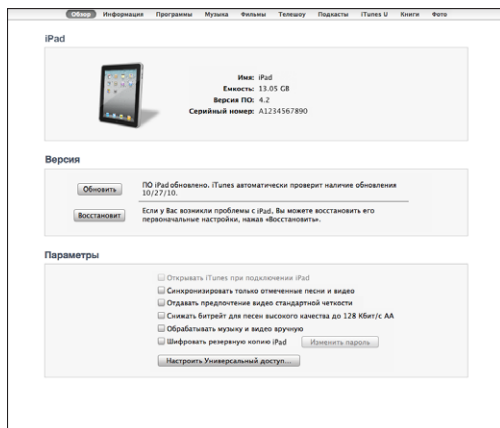 Обзор Информация Программы Музыка Фильмы Телешоу Подкасты iTunes U Книги Фото
iPad
Имя: iPad
Емкость: 13.05 GB
Версия ПО: 4.2
Серийный номер: A1234567890
Версия
Обновить
ПО iPad обновлено. iTunes автоматически проверит наличие обновления
10/27/10.
Восстановит
Если у Вас возникли проблемы с iPad, Вы можете восстановить его
первоначальные настройки, нажав «Восстановить».
Параметры
Открывать iTunes при подключении iPad
Синхронизировать только отмеченные песни и видео
Отдавать предпочтение видео стандартной четкости
Снижать битрейт для песен высокого качества до 128 Кбит/с AA
Обрабатывать музыку и видео вручную
Шифровать резервную копию iPad Изменить пароль
Настроить Универсальный доступ...